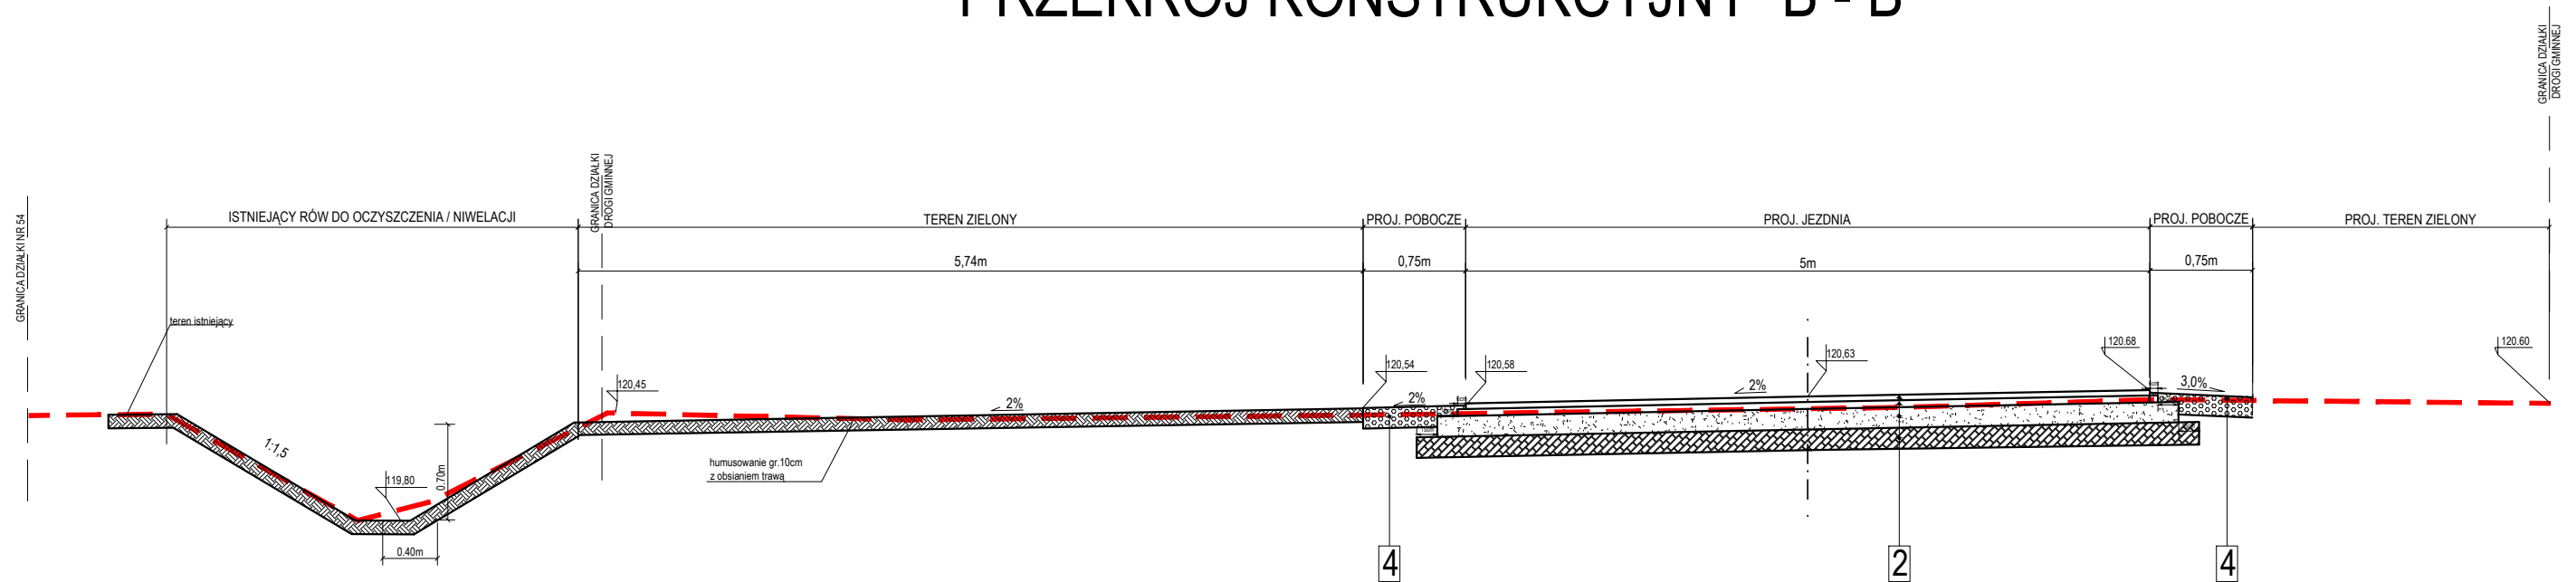 PRZEKRÓJ KONSTRUKCYJNY B - B
GRANICA DZIAŁKI NR 54
GRANICA DZIAŁKI
DROGI GMINNEJ
GRANICA DZIAŁKI
DROGI GMINNEJ
ISTNIEJĄCY RÓW DO OCZYSZCZENIA / NIWELACJI
TEREN ZIELONY
PROJ. POBOCZE
PROJ. JEZDNIA
PROJ. POBOCZE
PROJ. TEREN ZIELONY
5,74m
0,75m
5m
0,75m
teren istniejący
120,45
120,54
120,58
120,63
120.68
120.60
2%
2%
2%
3,0%
1:1,5
119,80
0.70m
0.40m
humusowanie gr.10cm
z obsianiem trawą
4
2
4